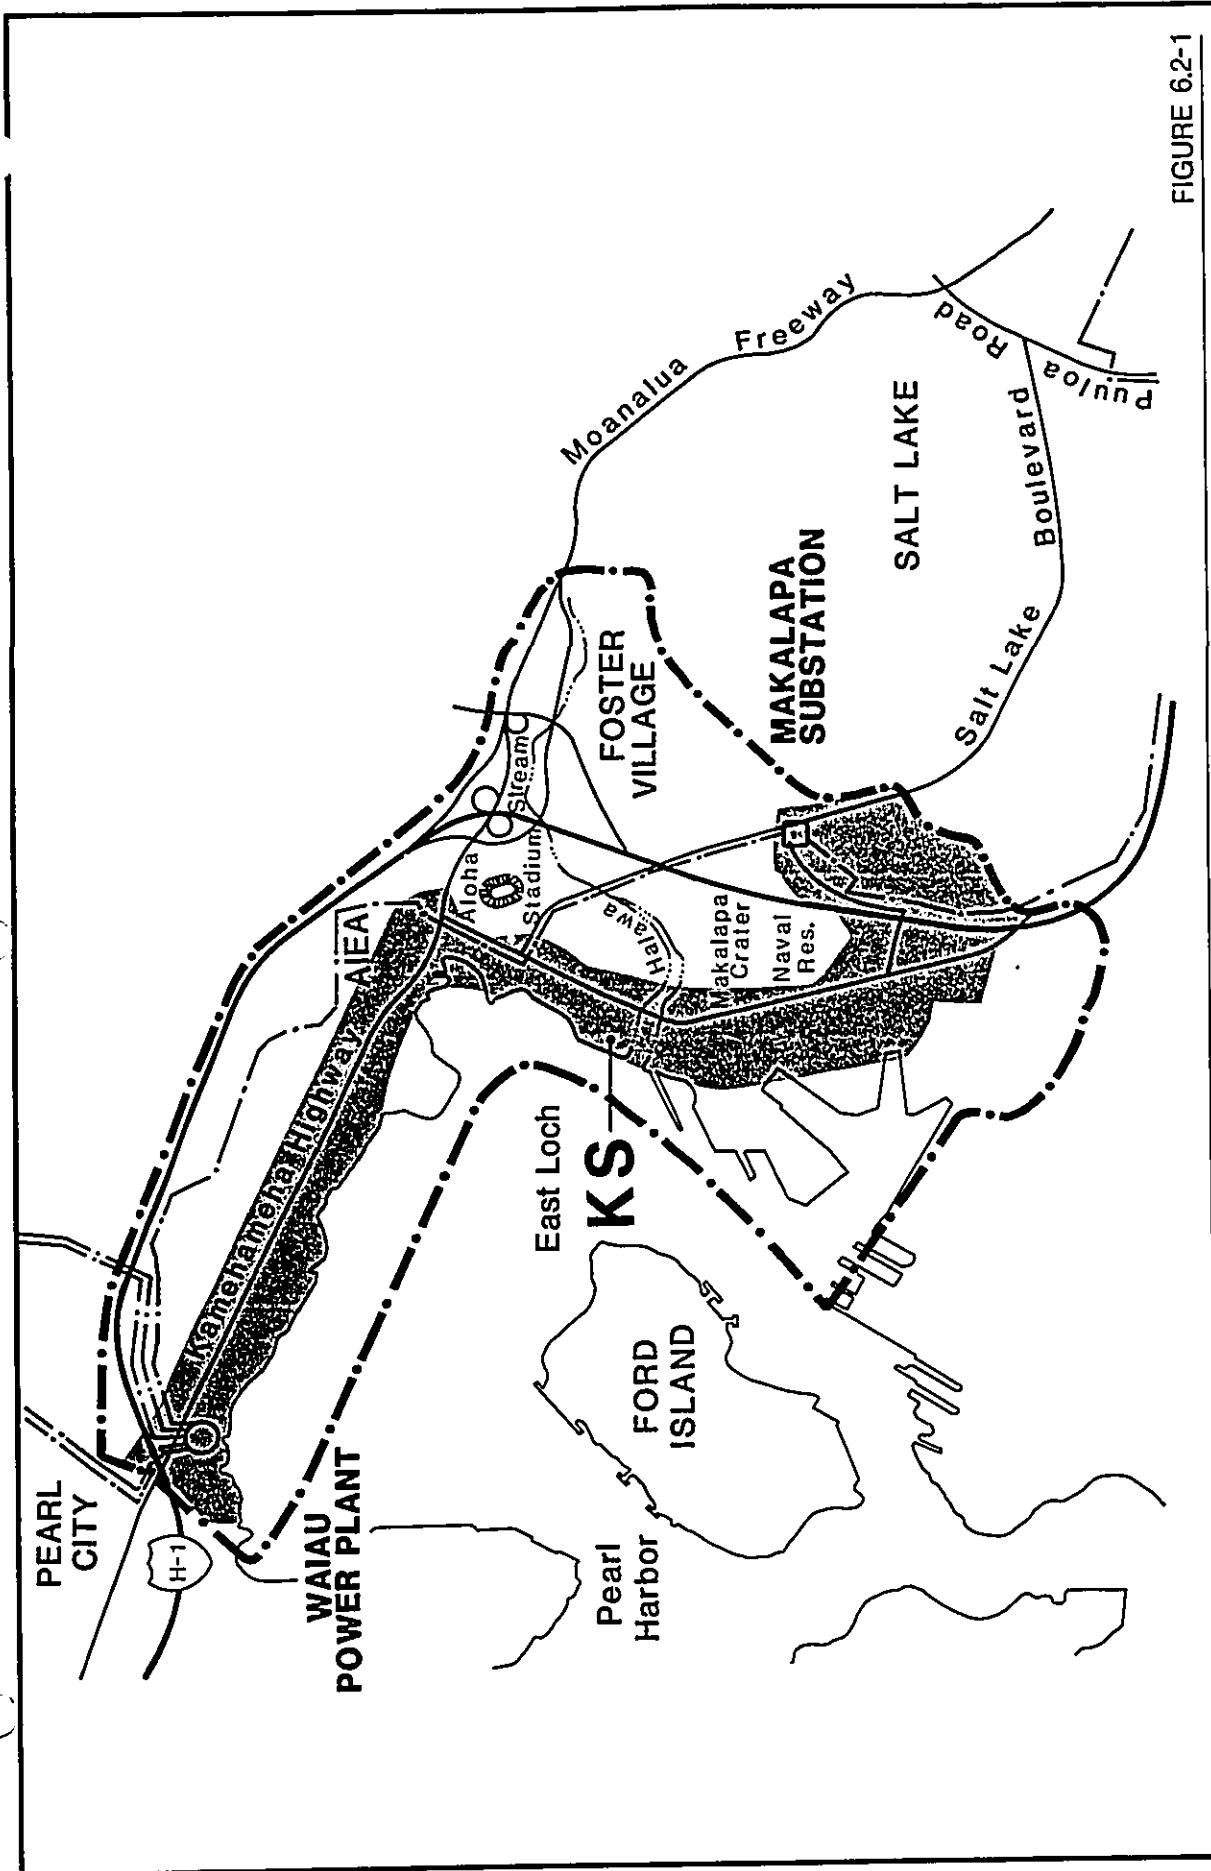 PEARL
CITY
H-1
WAIAU
POWER PLANT
Kamehameha Highway
AIEA
Aloha
Stadium
Stream
Halawa
Moanalua
Freeway
FOSTER
VILLAGE
East Loch
KS
Makalapa
Crater
Naval
Res.
MAKALAPA
SUBSTATION
SALT LAKE
Salt Lake
Boulevard
Puuloa
Road
FORD
ISLAND
Pearl
Harbor
FIGURE 6.2-1